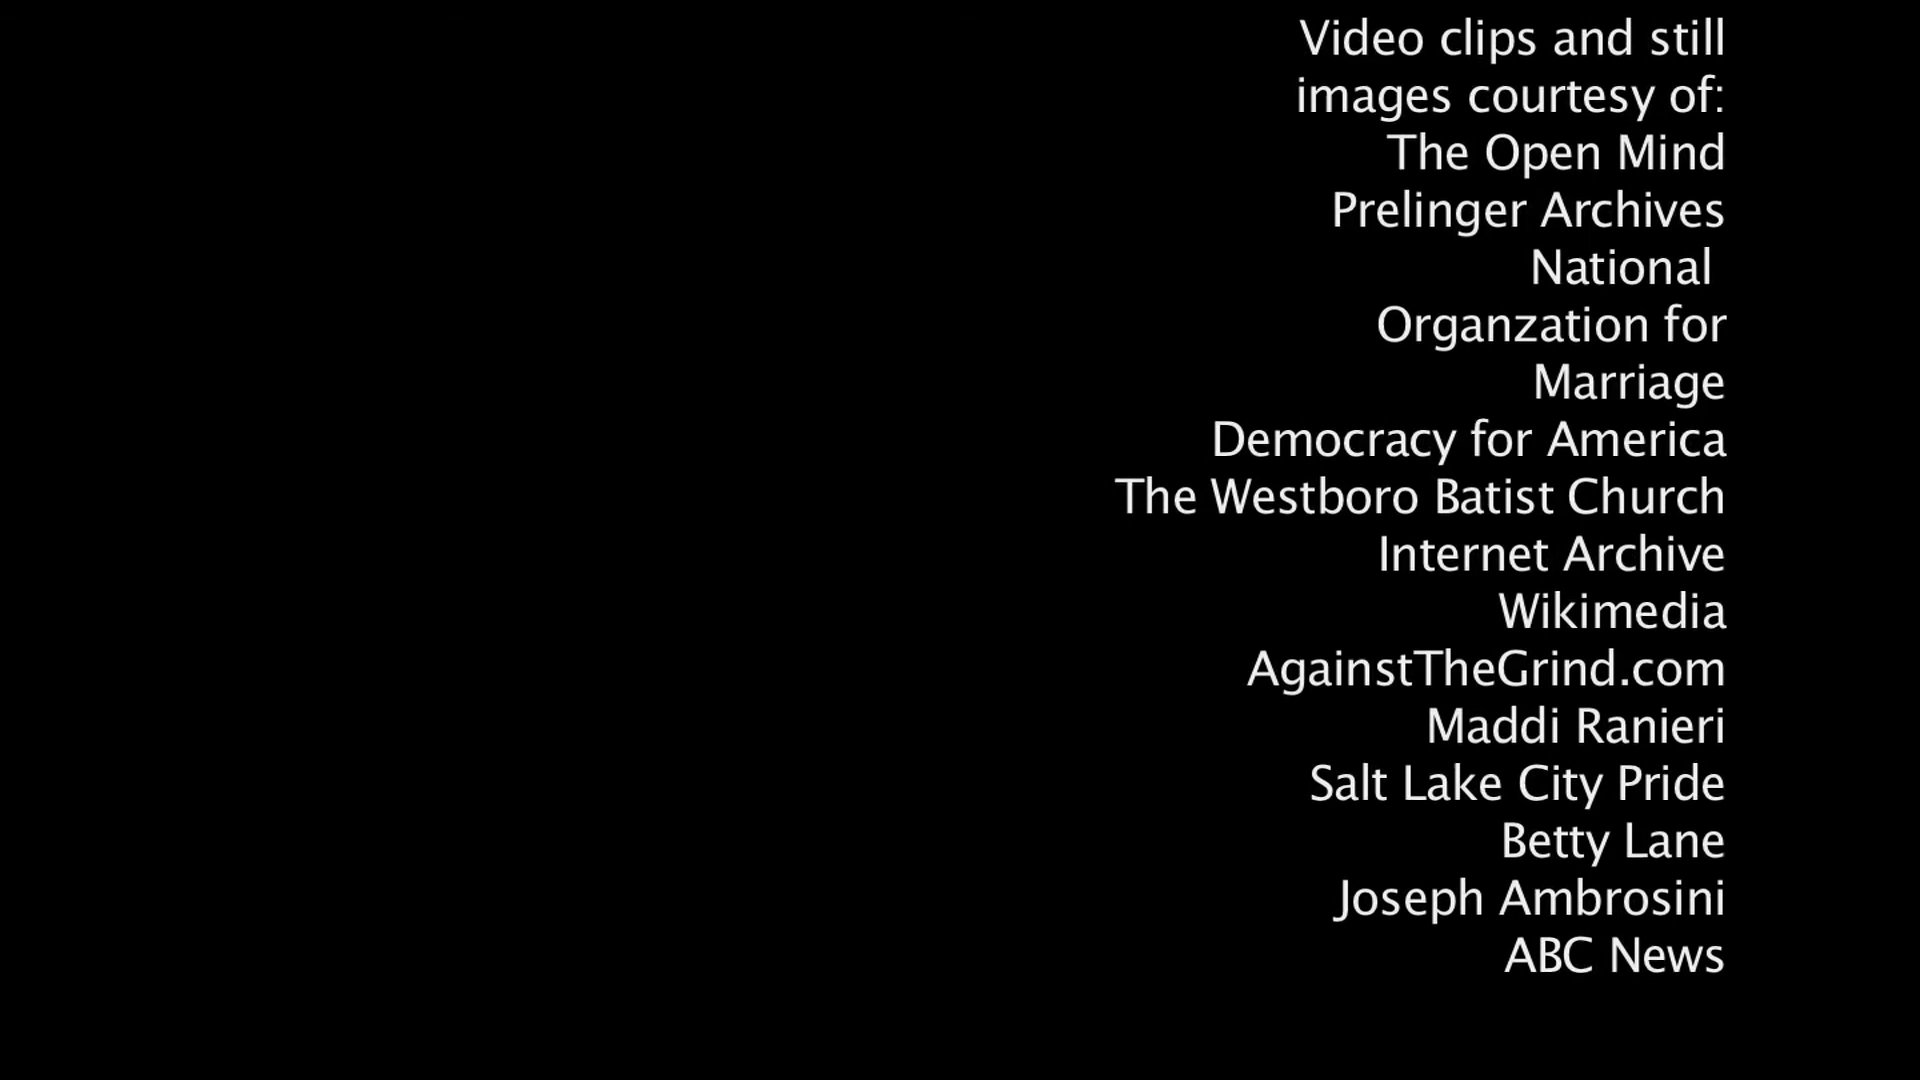 Video clips and still
images courtesy of:
The Open Mind
Prelinger Archives
National
Organzation for
Marriage
Democracy for America
The Westboro Batist Church
Internet Archive
Wikimedia
AgainstTheGrind.com
Maddi Ranieri
Salt Lake City Pride
Betty Lane
Joseph Ambrosini
ABC News